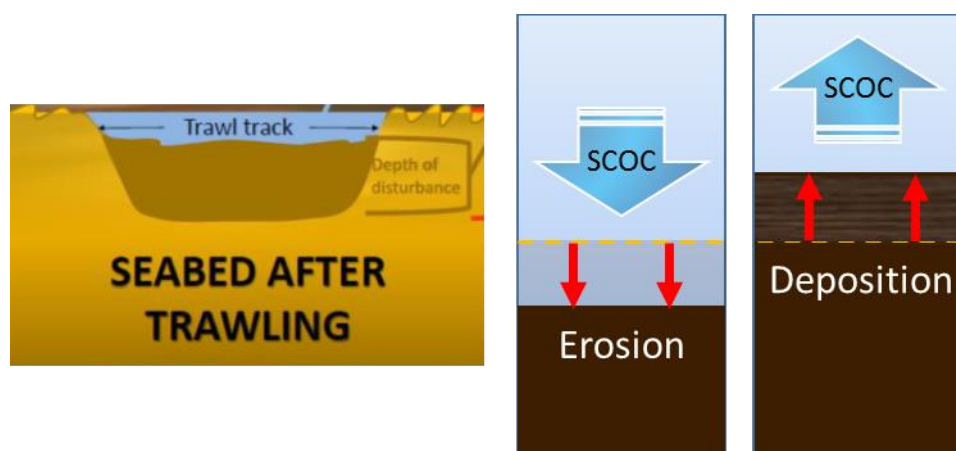 Trawl track
Depth of
disturbance
SEABED AFTER
TRAWLING
SCOC
Erosion
SCOC
Deposition